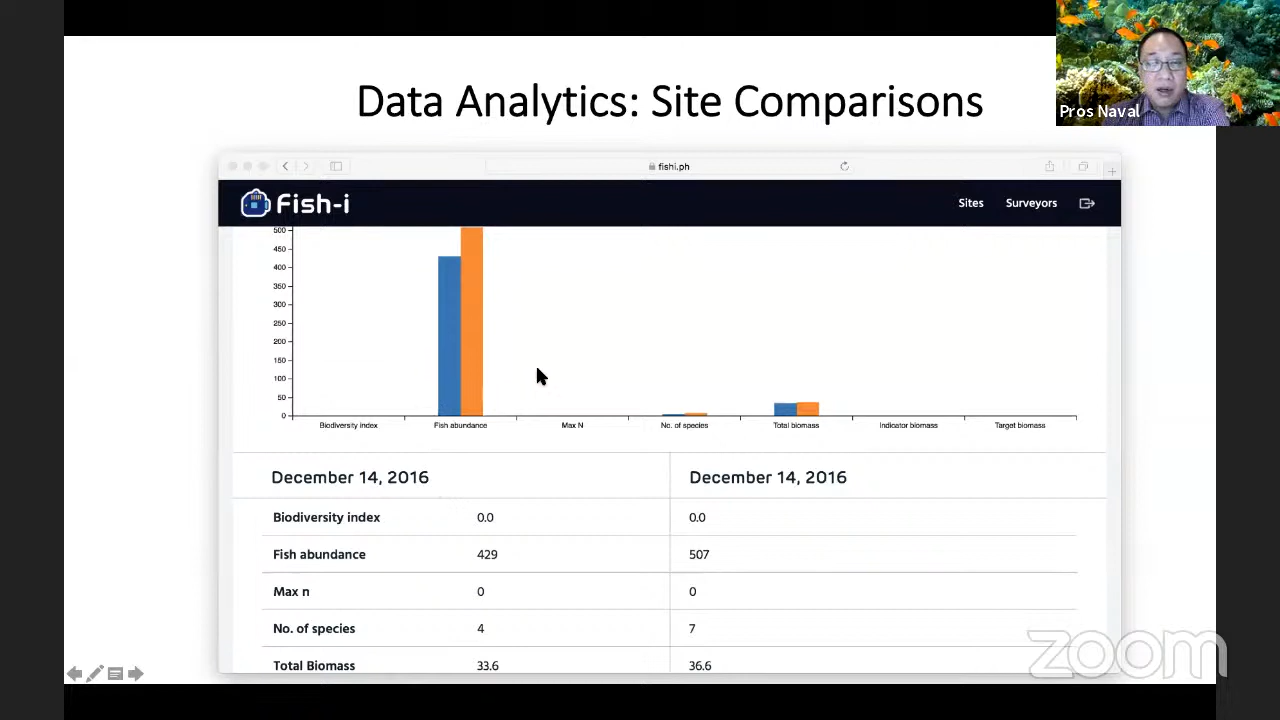 Data Analytics: Site Comparisons
Pros Naval
fishi.ph
Fish-i
Sites Surveyors
500
450
400
350
300
250
200
150
100
50
0
Biodiversity index Fish abundance Max N No. of species Total biomass Indicator biomass Target biomass
December 14, 2016 December 14, 2016
Biodiversity index 0.0 0.0
Fish abundance 429 507
Max n 0 0
No. of species 4 7
Total Biomass 33.6 36.6
zoom